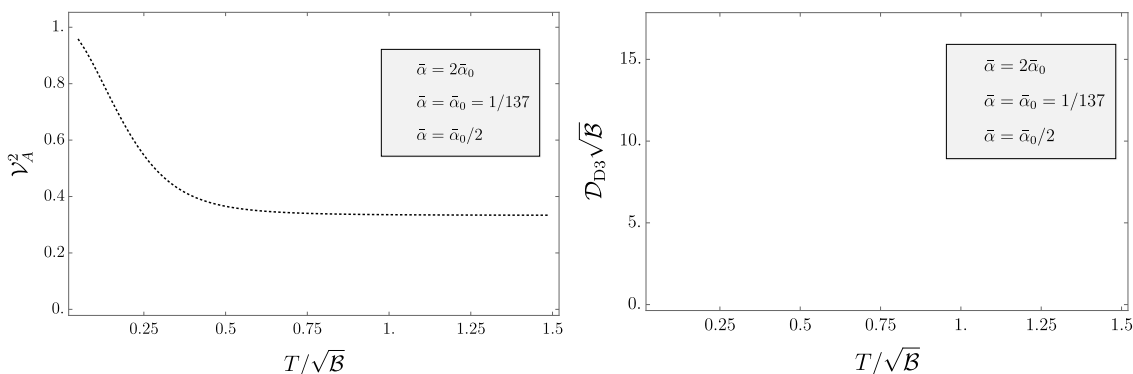 1.
0.8
0.6
0.4
0.2
0.
𝒱_A^2
0.25 0.5 0.75 1. 1.25 1.5
T/√ℬ
ᾱ = 2ᾱ₀
ᾱ = ᾱ₀ = 1/137
ᾱ = ᾱ₀/2
15.
10.
5.
0.
𝒟_D3√ℬ
0.25 0.5 0.75 1. 1.25 1.5
T/√ℬ
ᾱ = 2ᾱ₀
ᾱ = ᾱ₀ = 1/137
ᾱ = ᾱ₀/2